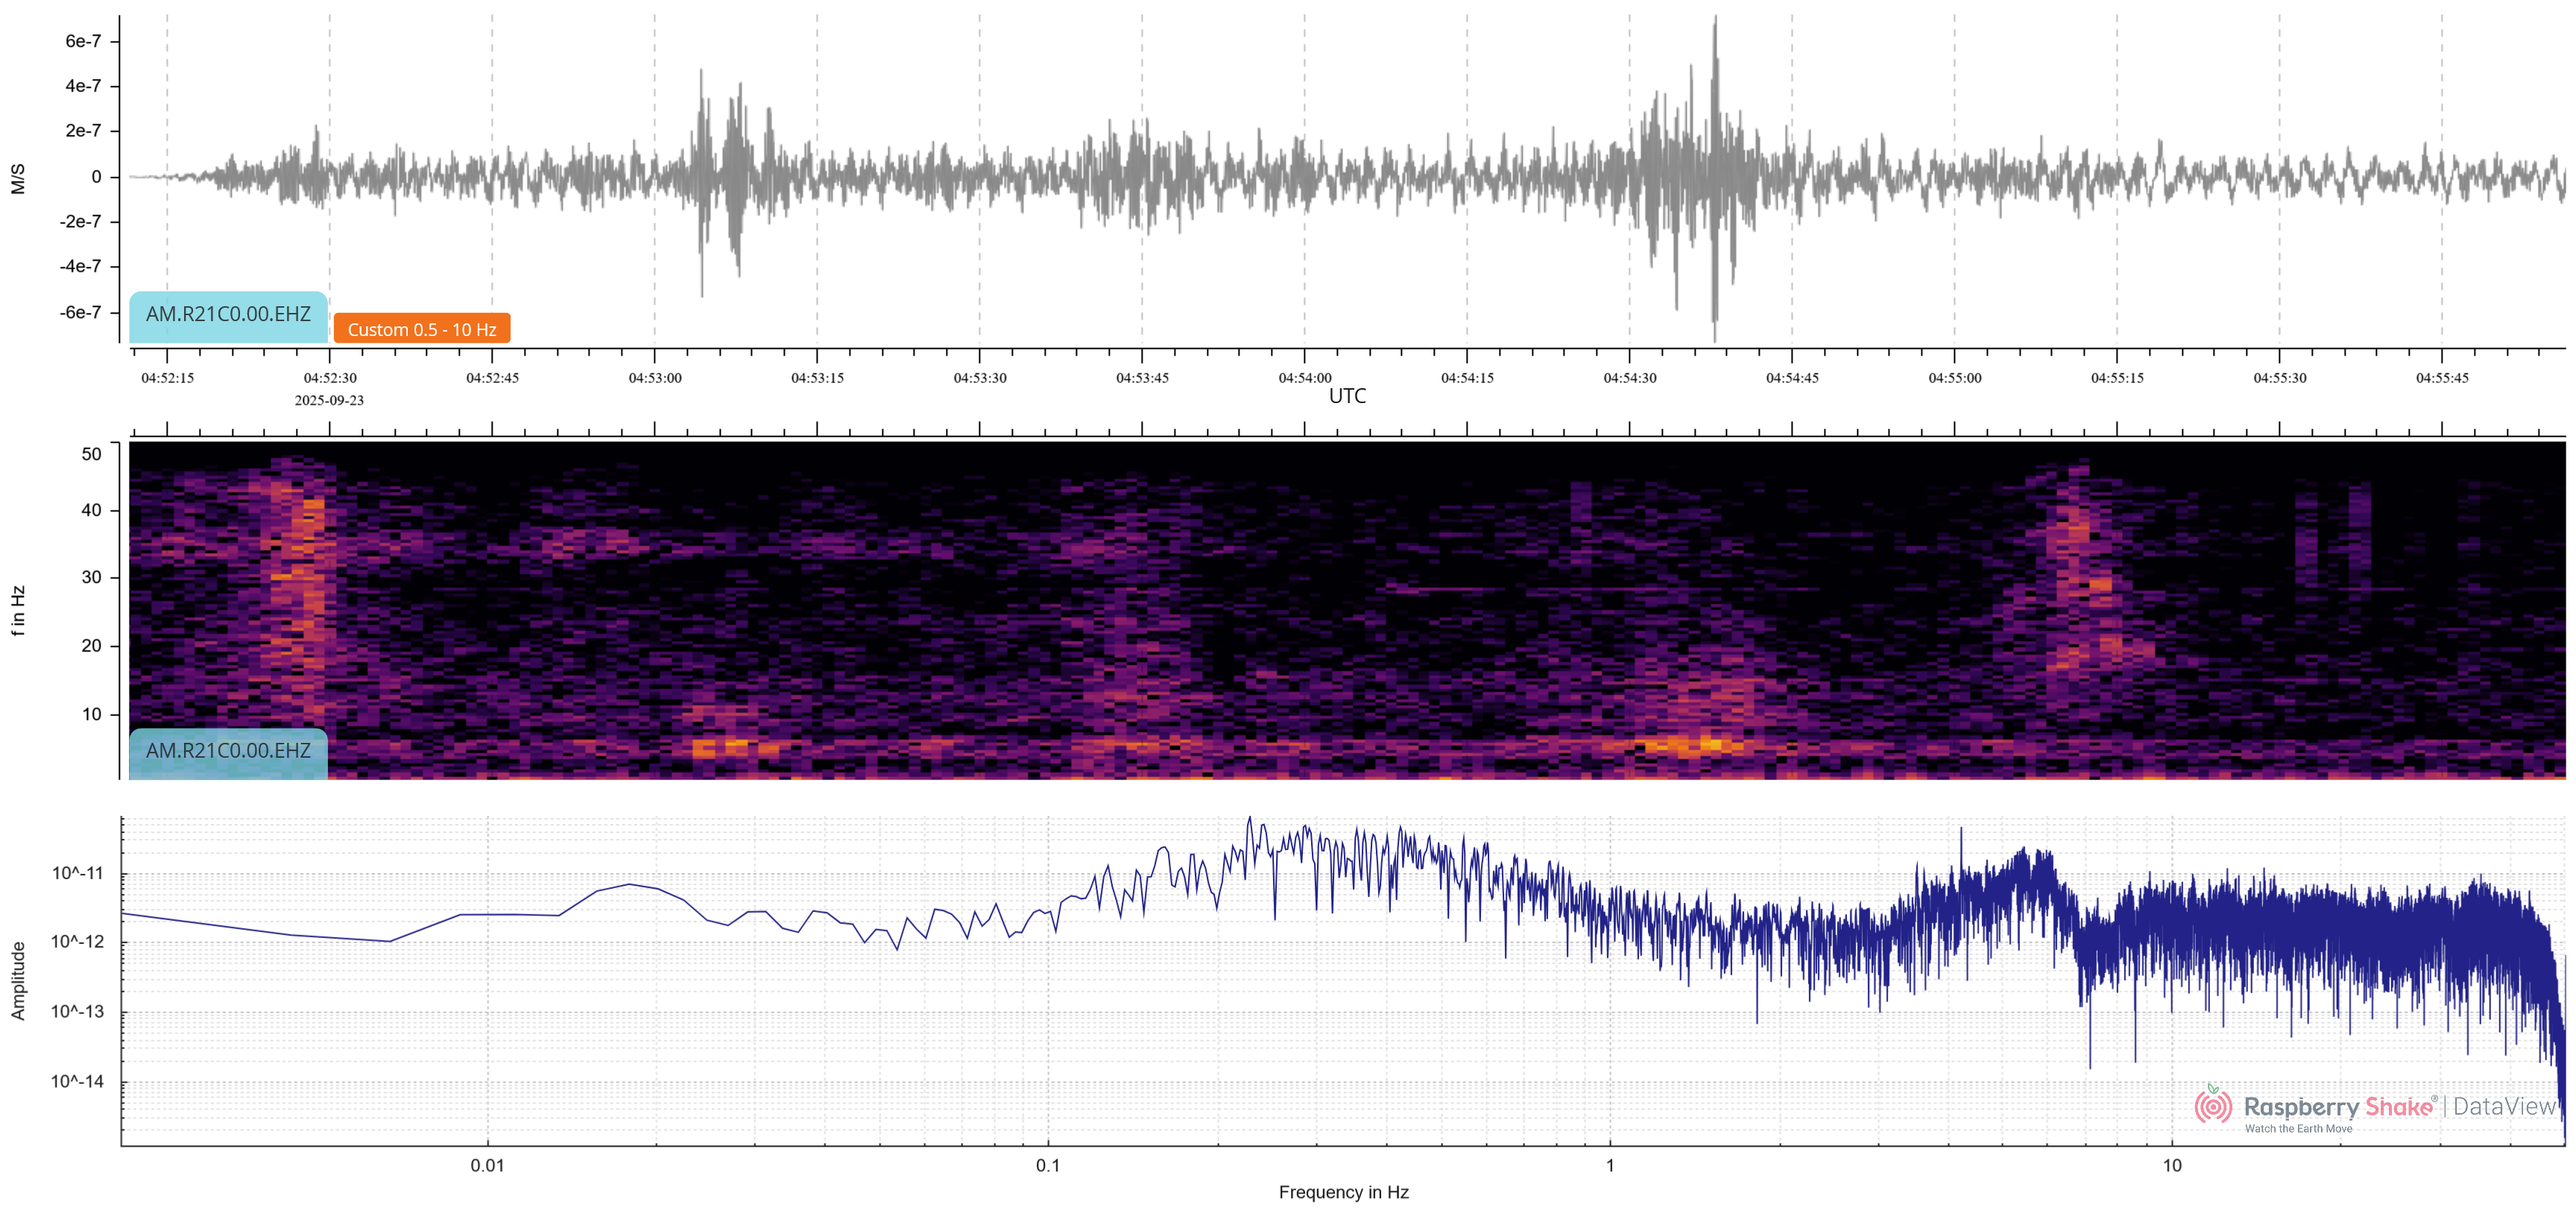 6e-7
4e-7
2e-7
0
-2e-7
-4e-7
-6e-7
M/S
AM.R21C0.00.EHZ
Custom 0.5 - 10 Hz
04:52:15 04:52:30 04:52:45 04:53:00 04:53:15 04:53:30 04:53:45 04:54:00 04:54:15 04:54:30 04:54:45 04:55:00 04:55:15 04:55:30 04:55:45
2025-09-23
UTC
50
40
30
20
10
f in Hz
AM.R21C0.00.EHZ
10^-11
10^-12
10^-13
10^-14
Amplitude
Raspberry Shake® | DataView
Watch the Earth Move
0.01 0.1 1 10
Frequency in Hz